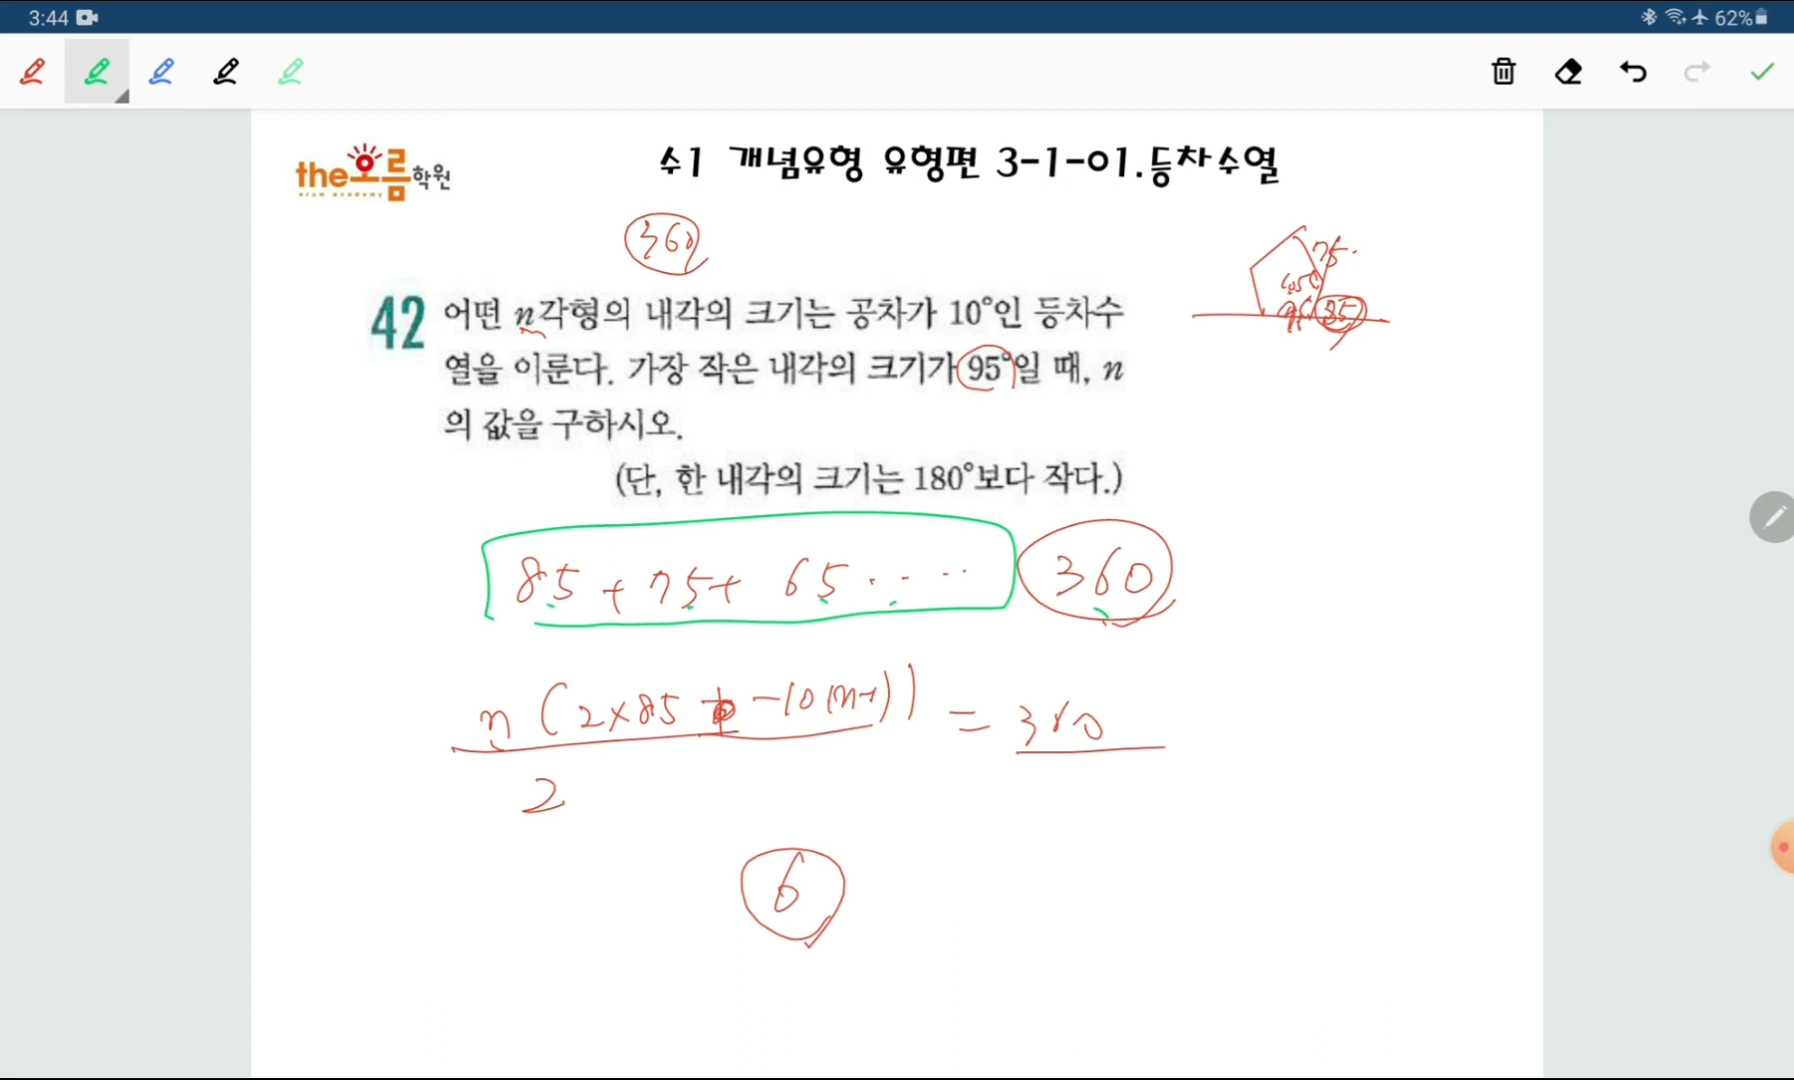 3:44
62%
the오름학원
수1 개념유형 유형편 3-1-01.등차수열
360
75
95 85
42 어떤 n각형의 내각의 크기는 공차가 10°인 등차수
열을 이룬다. 가장 작은 내각의 크기가 95°일 때, n
의 값을 구하시오.
(단, 한 내각의 크기는 180°보다 작다.)
85 + 75 + 65 ..... 360
n(2×85 + -10(n-1)) = 360
2
6